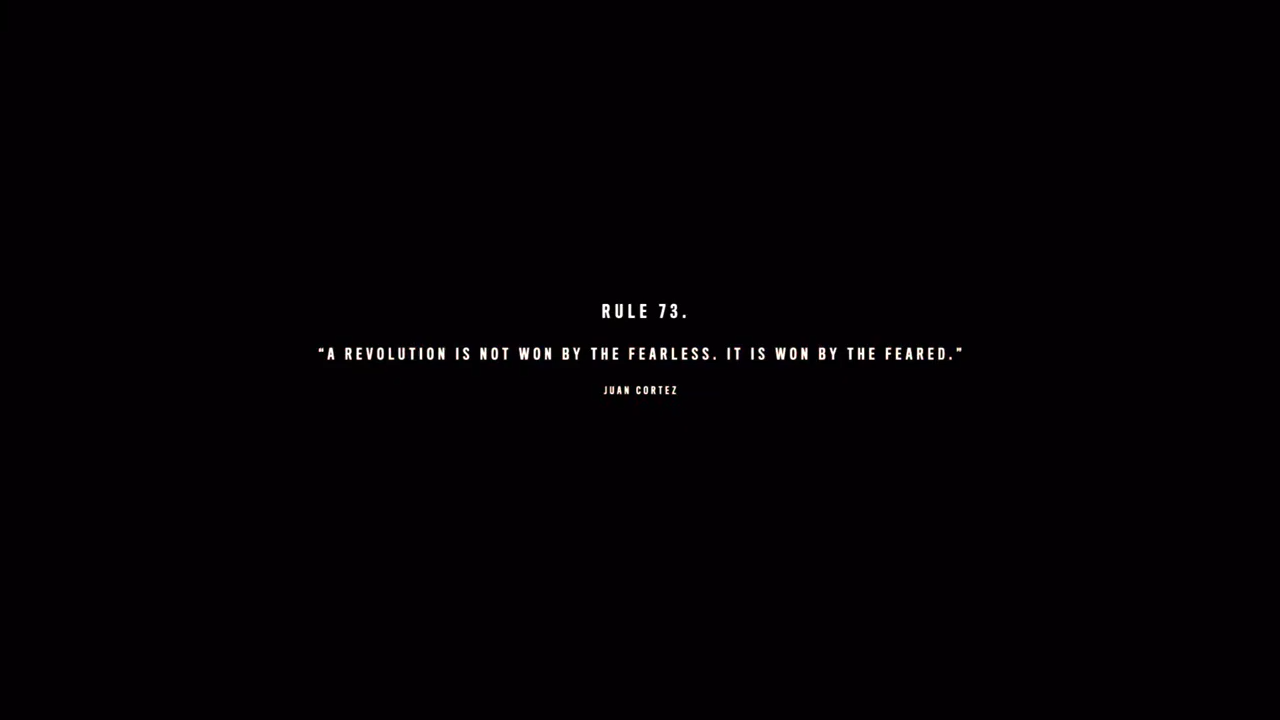 RULE 73.
“A REVOLUTION IS NOT WON BY THE FEARLESS. IT IS WON BY THE FEARED.”
JUAN CORTEZ